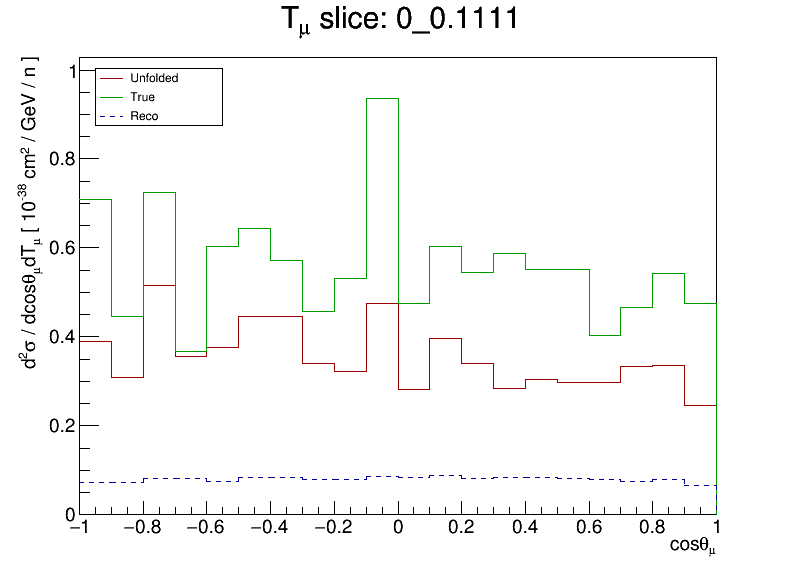 Tμ slice: 0_0.1111
d²σ / dcosθμdTμ [ 10⁻³⁸ cm² / GeV / n ]
Unfolded
True
Reco
1
0.8
0.6
0.4
0.2
0
−1 −0.8 −0.6 −0.4 −0.2 0 0.2 0.4 0.6 0.8 1
cosθμ